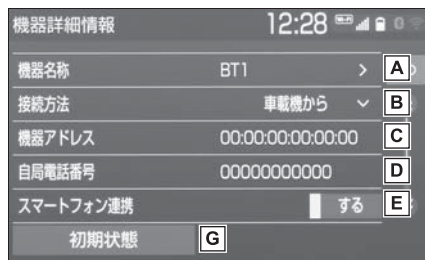 機器詳細情報 12:28 Wi-Fi
機器名称 BT1 > A
接続方法 車載機から B
機器アドレス 00:00:00:00:00:00 C
自局電話番号 00000000000 D
スマートフォン連携 する E
初期状態 G